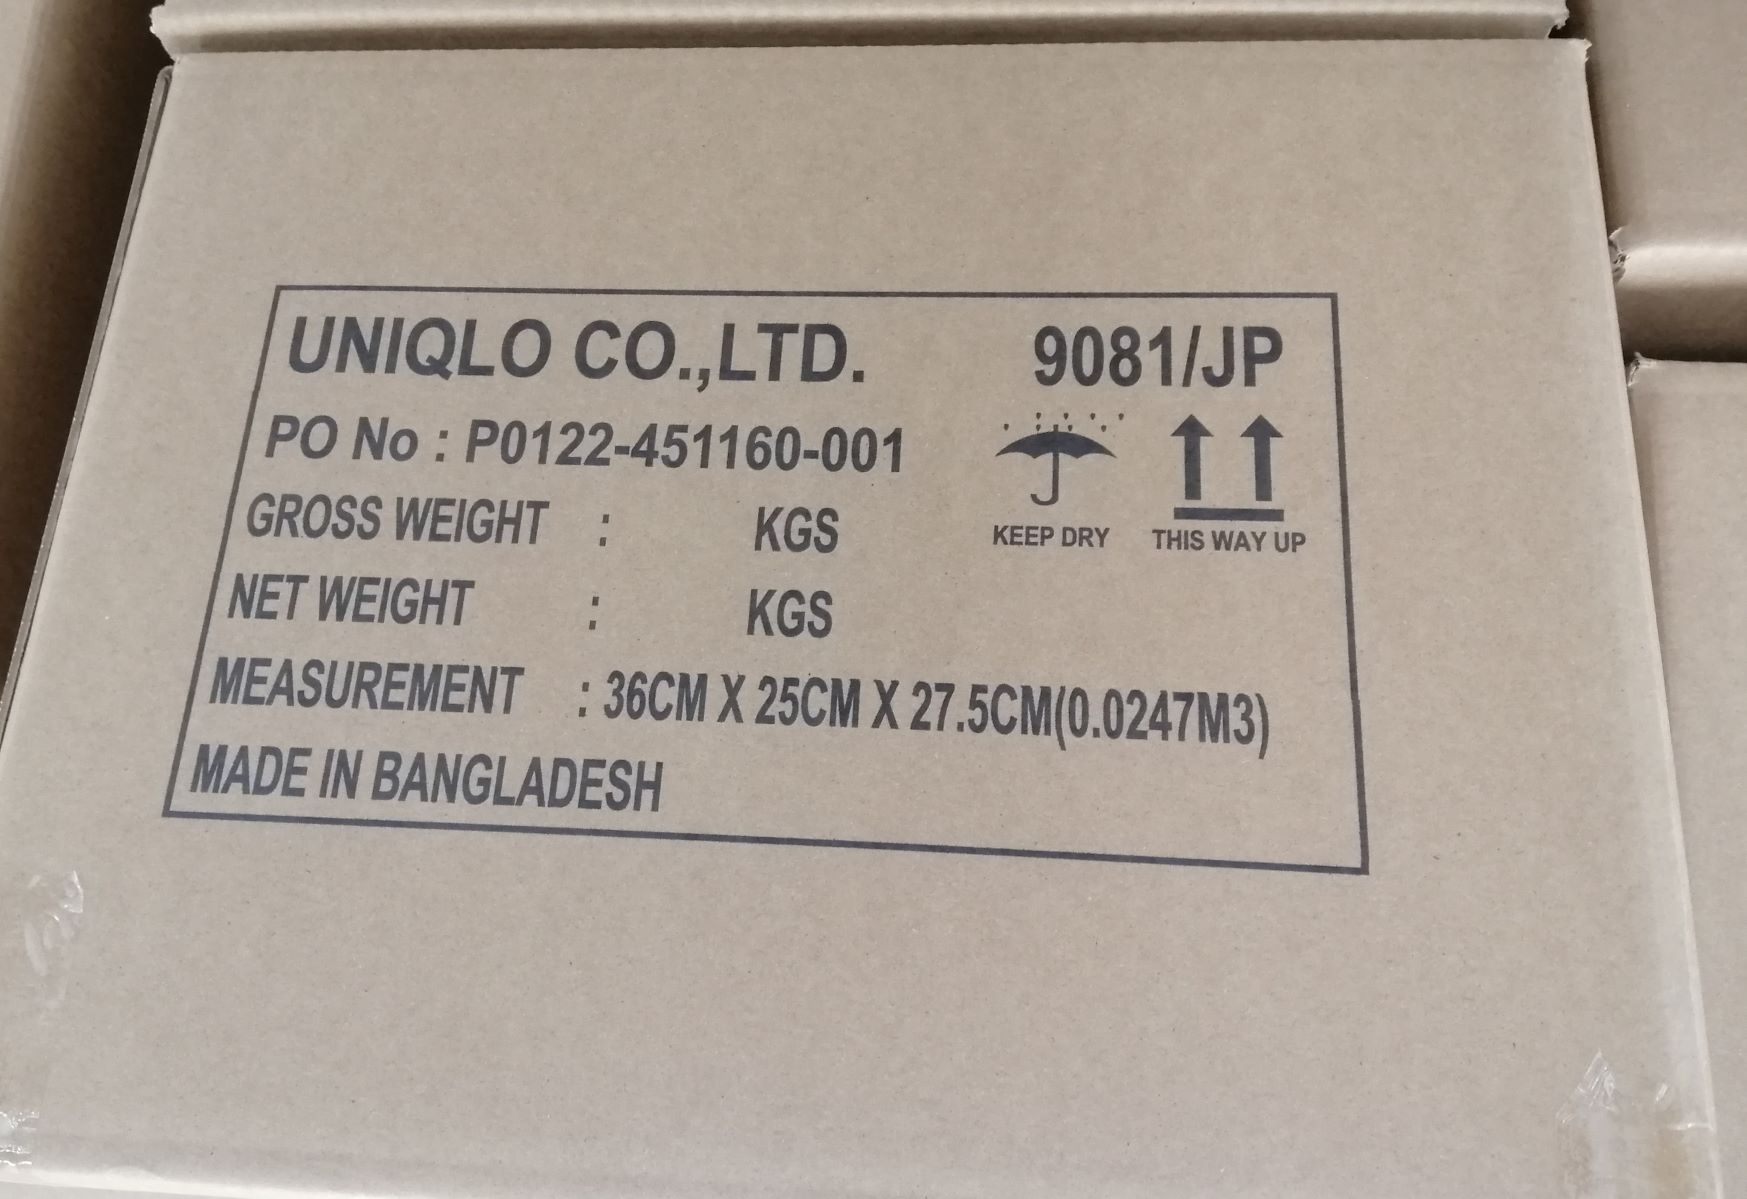 UNIQLO CO.,LTD. 9081/JP
PO No : P0122-451160-001
GROSS WEIGHT : KGS
KEEP DRY THIS WAY UP
NET WEIGHT : KGS
MEASUREMENT : 36CM X 25CM X 27.5CM(0.0247M3)
MADE IN BANGLADESH